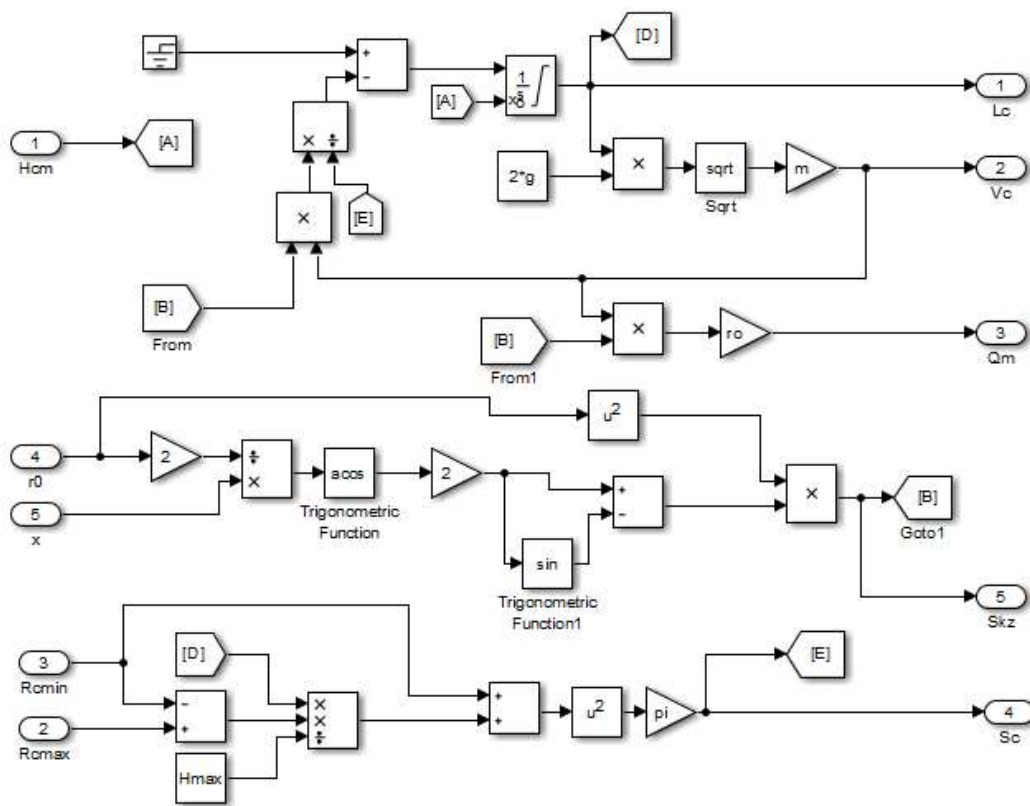 [D]
+
−
1
s
xo
[A]
1
Lc
1
Hcm
[A]
× ÷
2*g
×
sqrt
Sqrt
m
2
Vc
×
[E]
[B]
From
[B]
From1
×
ro
3
Qm
u²
4
r0
2
÷
×
acos
Trigonometric
Function
2
+
−
×
[B]
Goto1
5
x
sin
Trigonometric
Function1
5
Skz
3
Rcmin
[D]
[E]
−
+
×
×
÷
+
+
u²
pi
4
Sc
2
Rcmax
Hmax